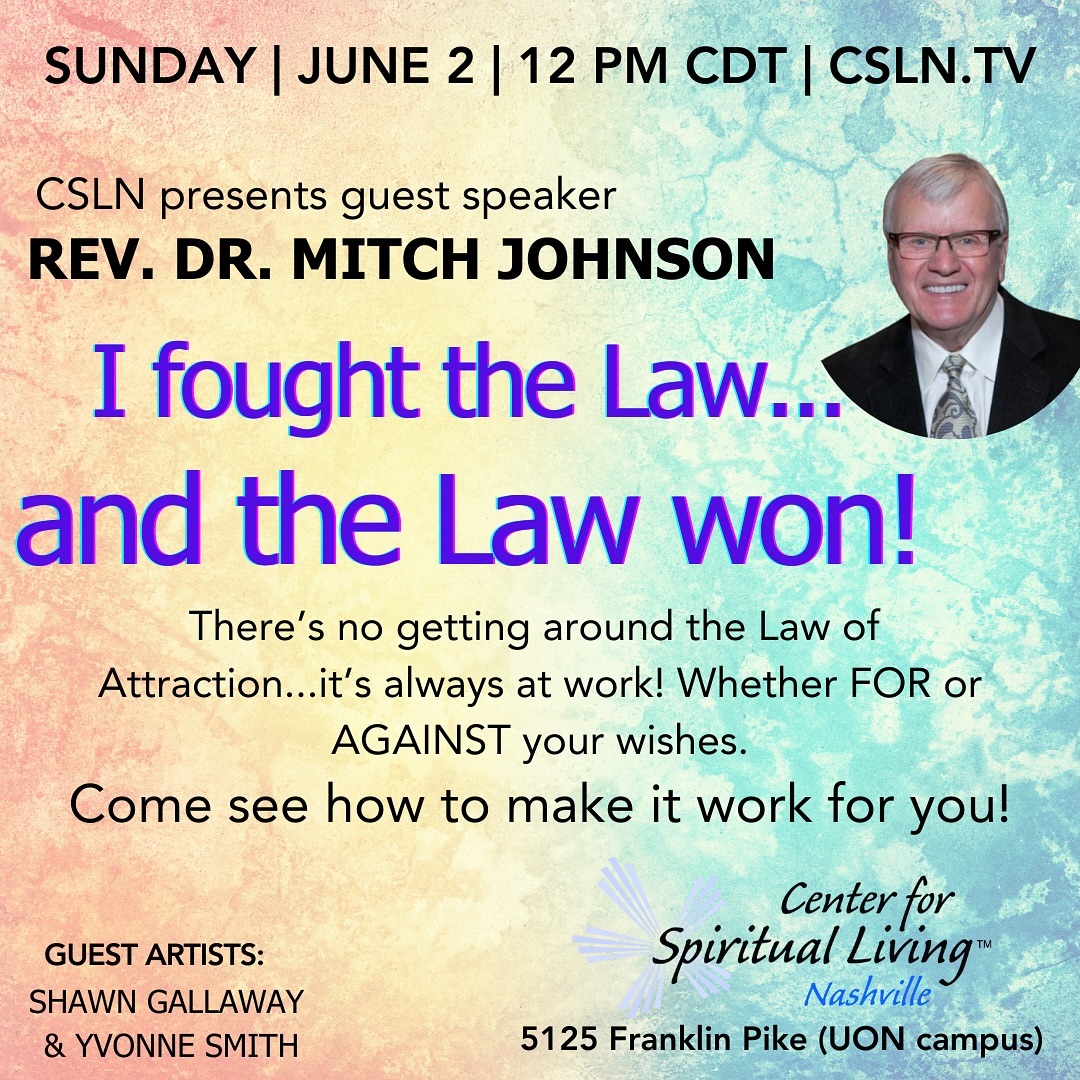 SUNDAY | JUNE 2 | 12 PM CDT | CSLN.TV
CSLN presents guest speaker
REV. DR. MITCH JOHNSON
I fought the Law...
and the Law won!
There’s no getting around the Law of
Attraction...it’s always at work! Whether FOR or
AGAINST your wishes.
Come see how to make it work for you!
GUEST ARTISTS:
SHAWN GALLAWAY
& YVONNE SMITH
Center for
Spiritual Living™
Nashville
5125 Franklin Pike (UON campus)